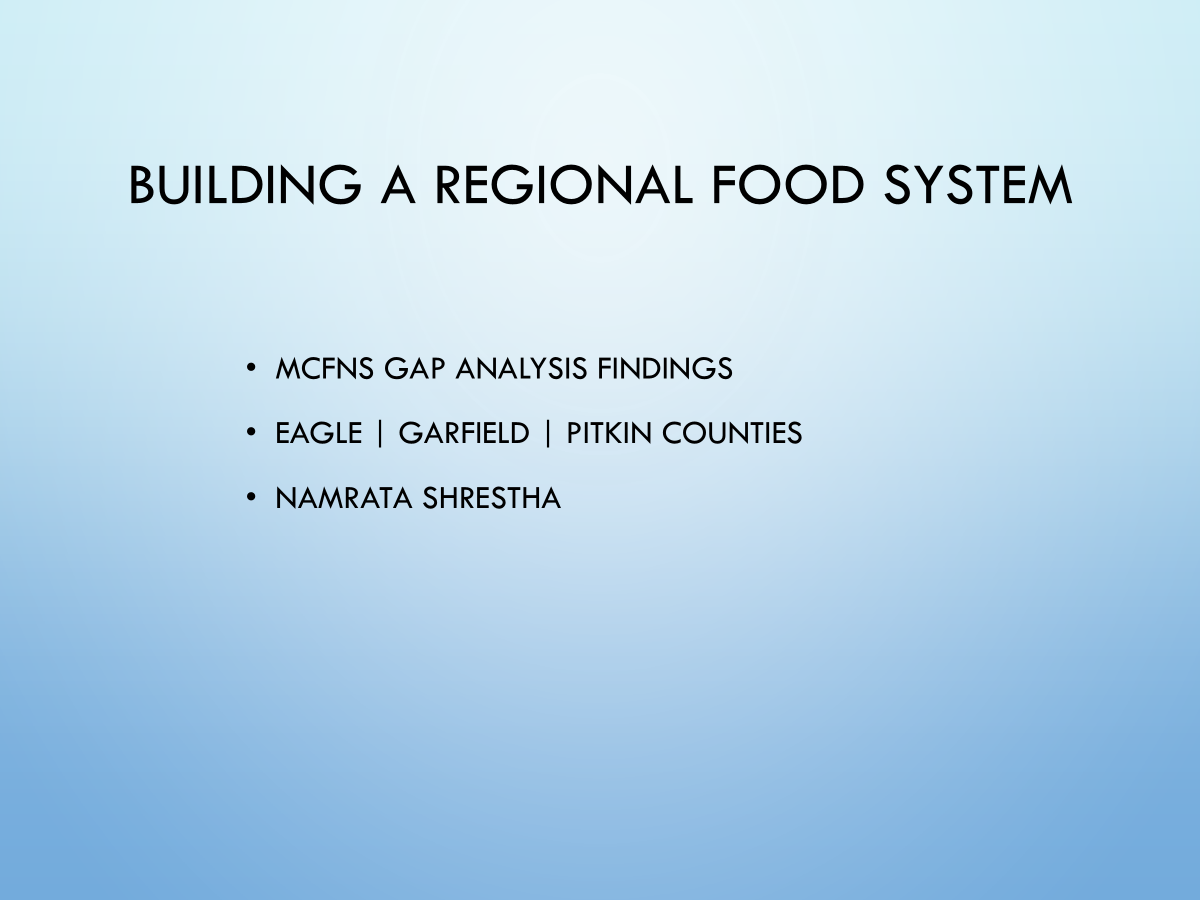 BUILDING A REGIONAL FOOD SYSTEM
• MCFNS GAP ANALYSIS FINDINGS
• EAGLE | GARFIELD | PITKIN COUNTIES
• NAMRATA SHRESTHA